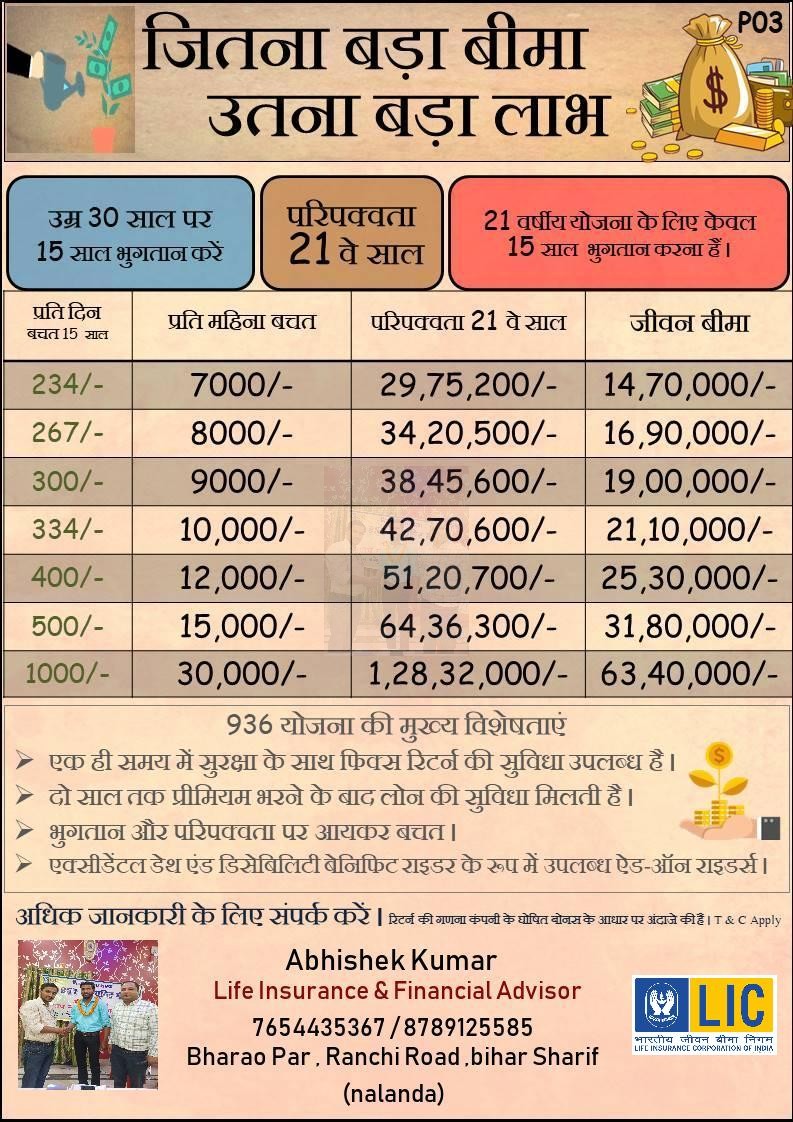 P03
जितना बड़ा बीमा
उतना बड़ा लाभ
उम्र 30 साल पर
15 साल भुगतान करें
परिपक्वता
21 वे साल
21 वर्षीय योजना के लिए केवल
15 साल भुगतान करना हैं।
प्रति दिन
बचत 15 साल
प्रति महिना बचत
परिपक्वता 21 वे साल
जीवन बीमा
234/- 7000/- 29,75,200/- 14,70,000/-
267/- 8000/- 34,20,500/- 16,90,000/-
300/- 9000/- 38,45,600/- 19,00,000/-
334/- 10,000/- 42,70,600/- 21,10,000/-
400/- 12,000/- 51,20,700/- 25,30,000/-
500/- 15,000/- 64,36,300/- 31,80,000/-
1000/- 30,000/- 1,28,32,000/- 63,40,000/-
936 योजना की मुख्य विशेषताएं
➢ एक ही समय में सुरक्षा के साथ फिक्स रिटर्न की सुविधा उपलब्ध है।
➢ दो साल तक प्रीमियम भरने के बाद लोन की सुविधा मिलती हैं।
➢ भुगतान और परिपक्वता पर आयकर बचत।
➢ एक्सीडेंटल डेथ एंड डिसेबिलिटी बेनिफिट राइडर के रूप में उपलब्ध ऐड-ऑन राइडर्स।
अधिक जानकारी के लिए संपर्क करें। रिटर्न की गणना कंपनी के घोषित बोनस के आधार पर अंदाजे की हैं। T & C Apply
Abhishek Kumar
Life Insurance & Financial Advisor
7654435367 / 8789125585
Bharao Par , Ranchi Road ,bihar Sharif
(nalanda)
LIC
भारतीय जीवन बीमा निगम
LIFE INSURANCE CORPORATION OF INDIA